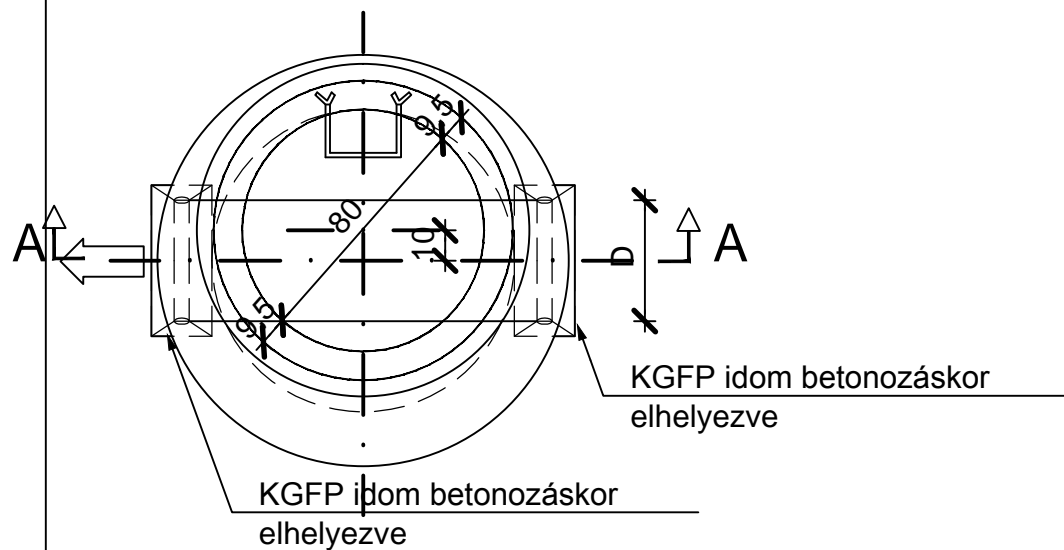 9,5
80
10
A
A
D
9,5
KGFP idom betonozáskor
elhelyezve
KGFP idom betonozáskor
elhelyezve